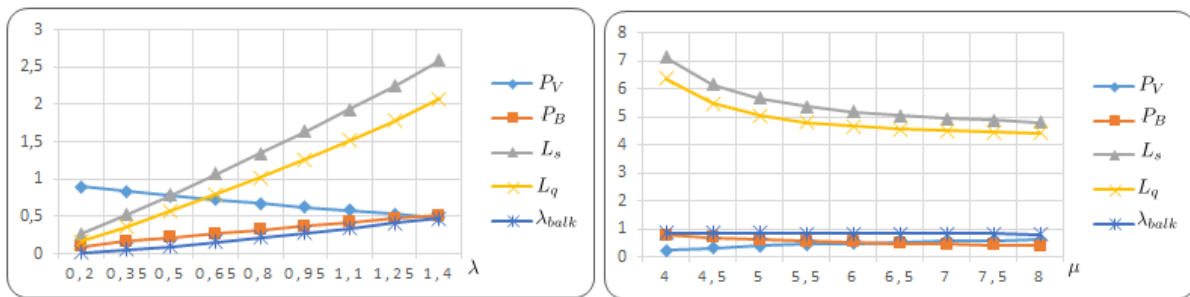 3
2,5
2
1,5
1
0,5
0
0,2 0,35 0,5 0,65 0,8 0,95 1,1 1,25 1,4 λ
P_V
P_B
L_s
L_q
λ_balk
8
7
6
5
4
3
2
1
0
4 4,5 5 5,5 6 6,5 7 7,5 8 μ
P_V
P_B
L_s
L_q
λ_balk